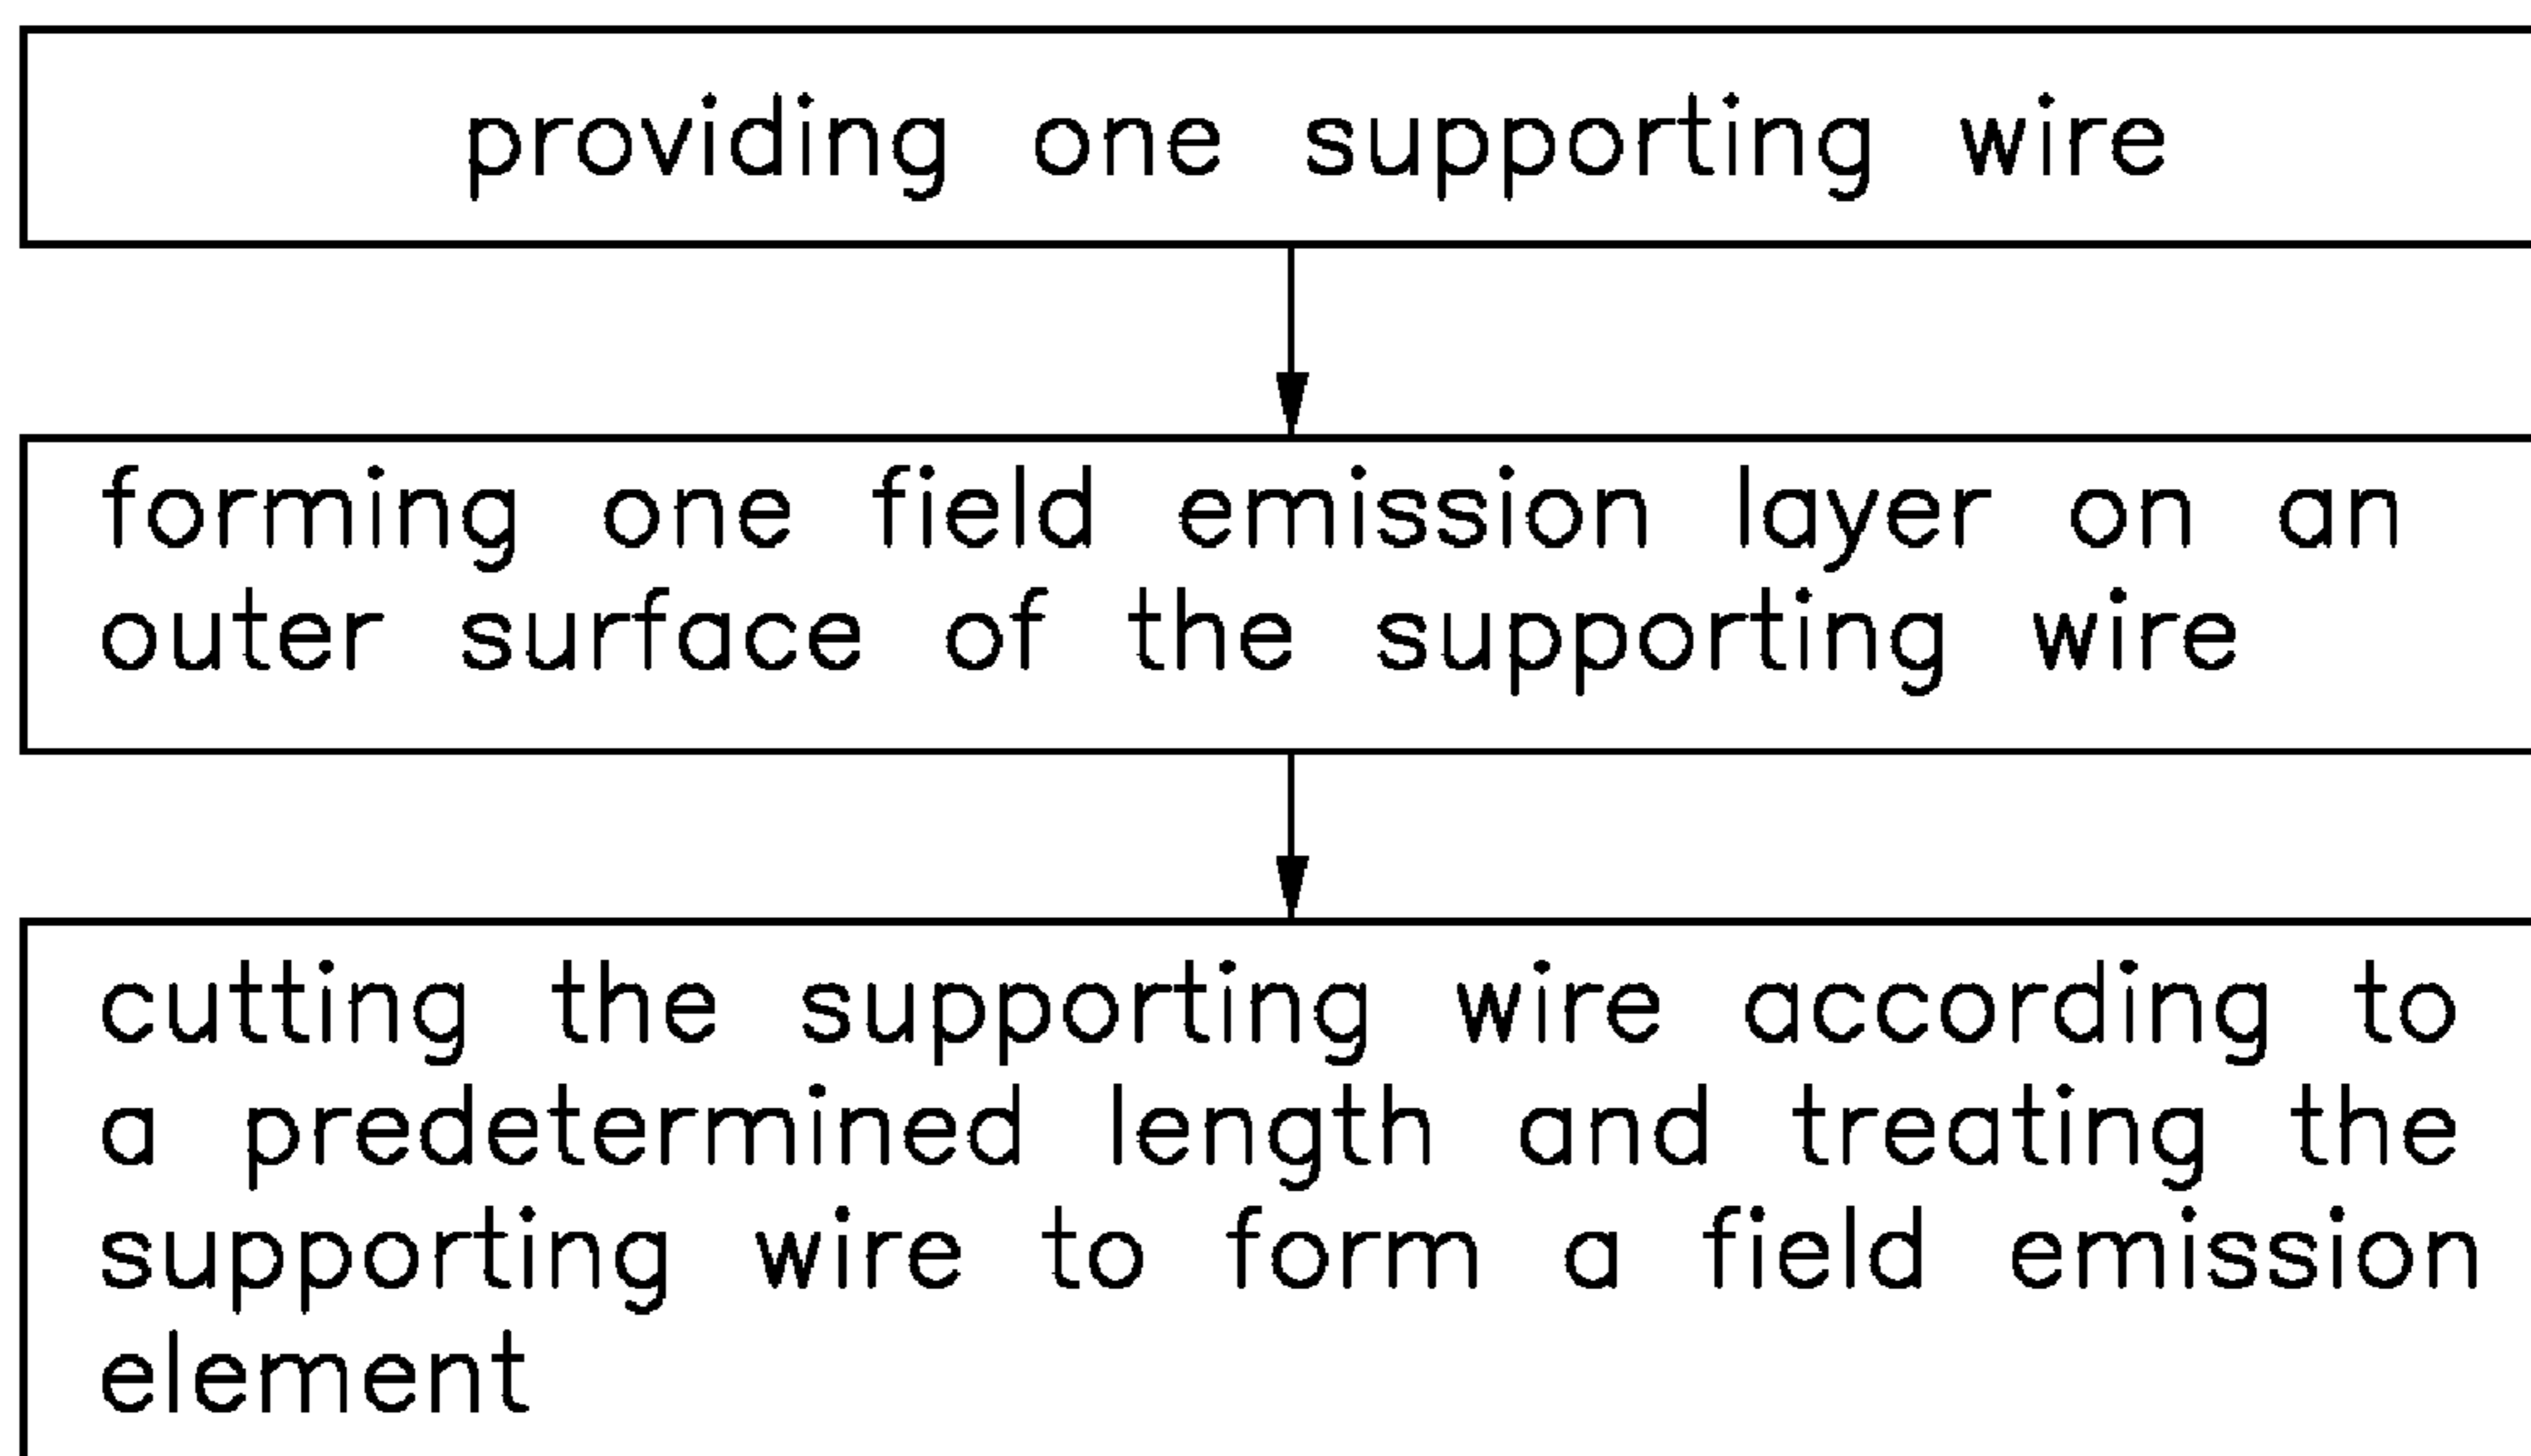 providing one supporting wire
forming one field emission layer on an
outer surface of the supporting wire
cutting the supporting wire according to
a predetermined length and treating the
supporting wire to form a field emission
element